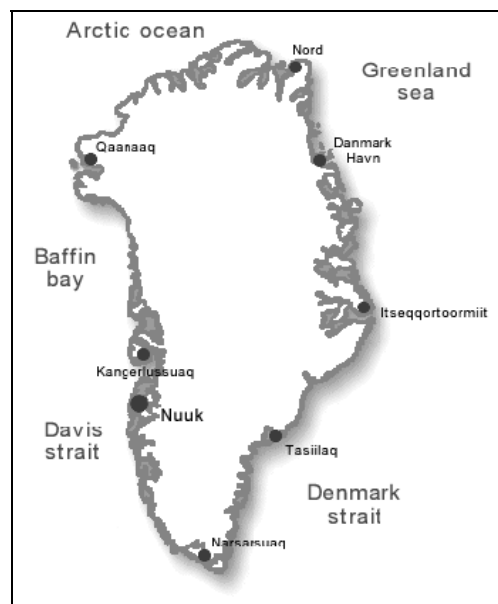 Arctic ocean
Nord
Greenland
sea
Qaanaaq
Danmark
Havn
Baffin
bay
Itseqqortoormiit
Kangerlussuaq
Nuuk
Davis
strait
Tasiilaq
Denmark
strait
Narsarsuaq